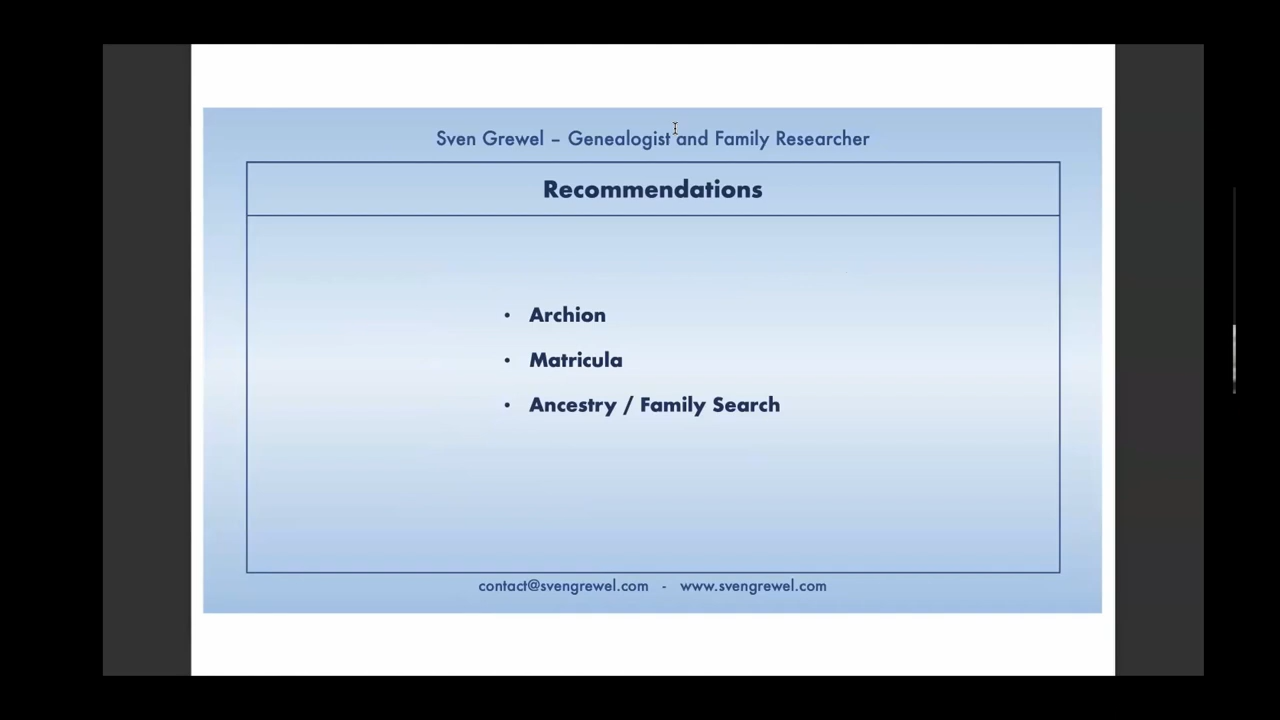 Sven Grewel – Genealogist and Family Researcher
Recommendations
• Archion
• Matricula
• Ancestry / Family Search
contact@svengrewel.com - www.svengrewel.com